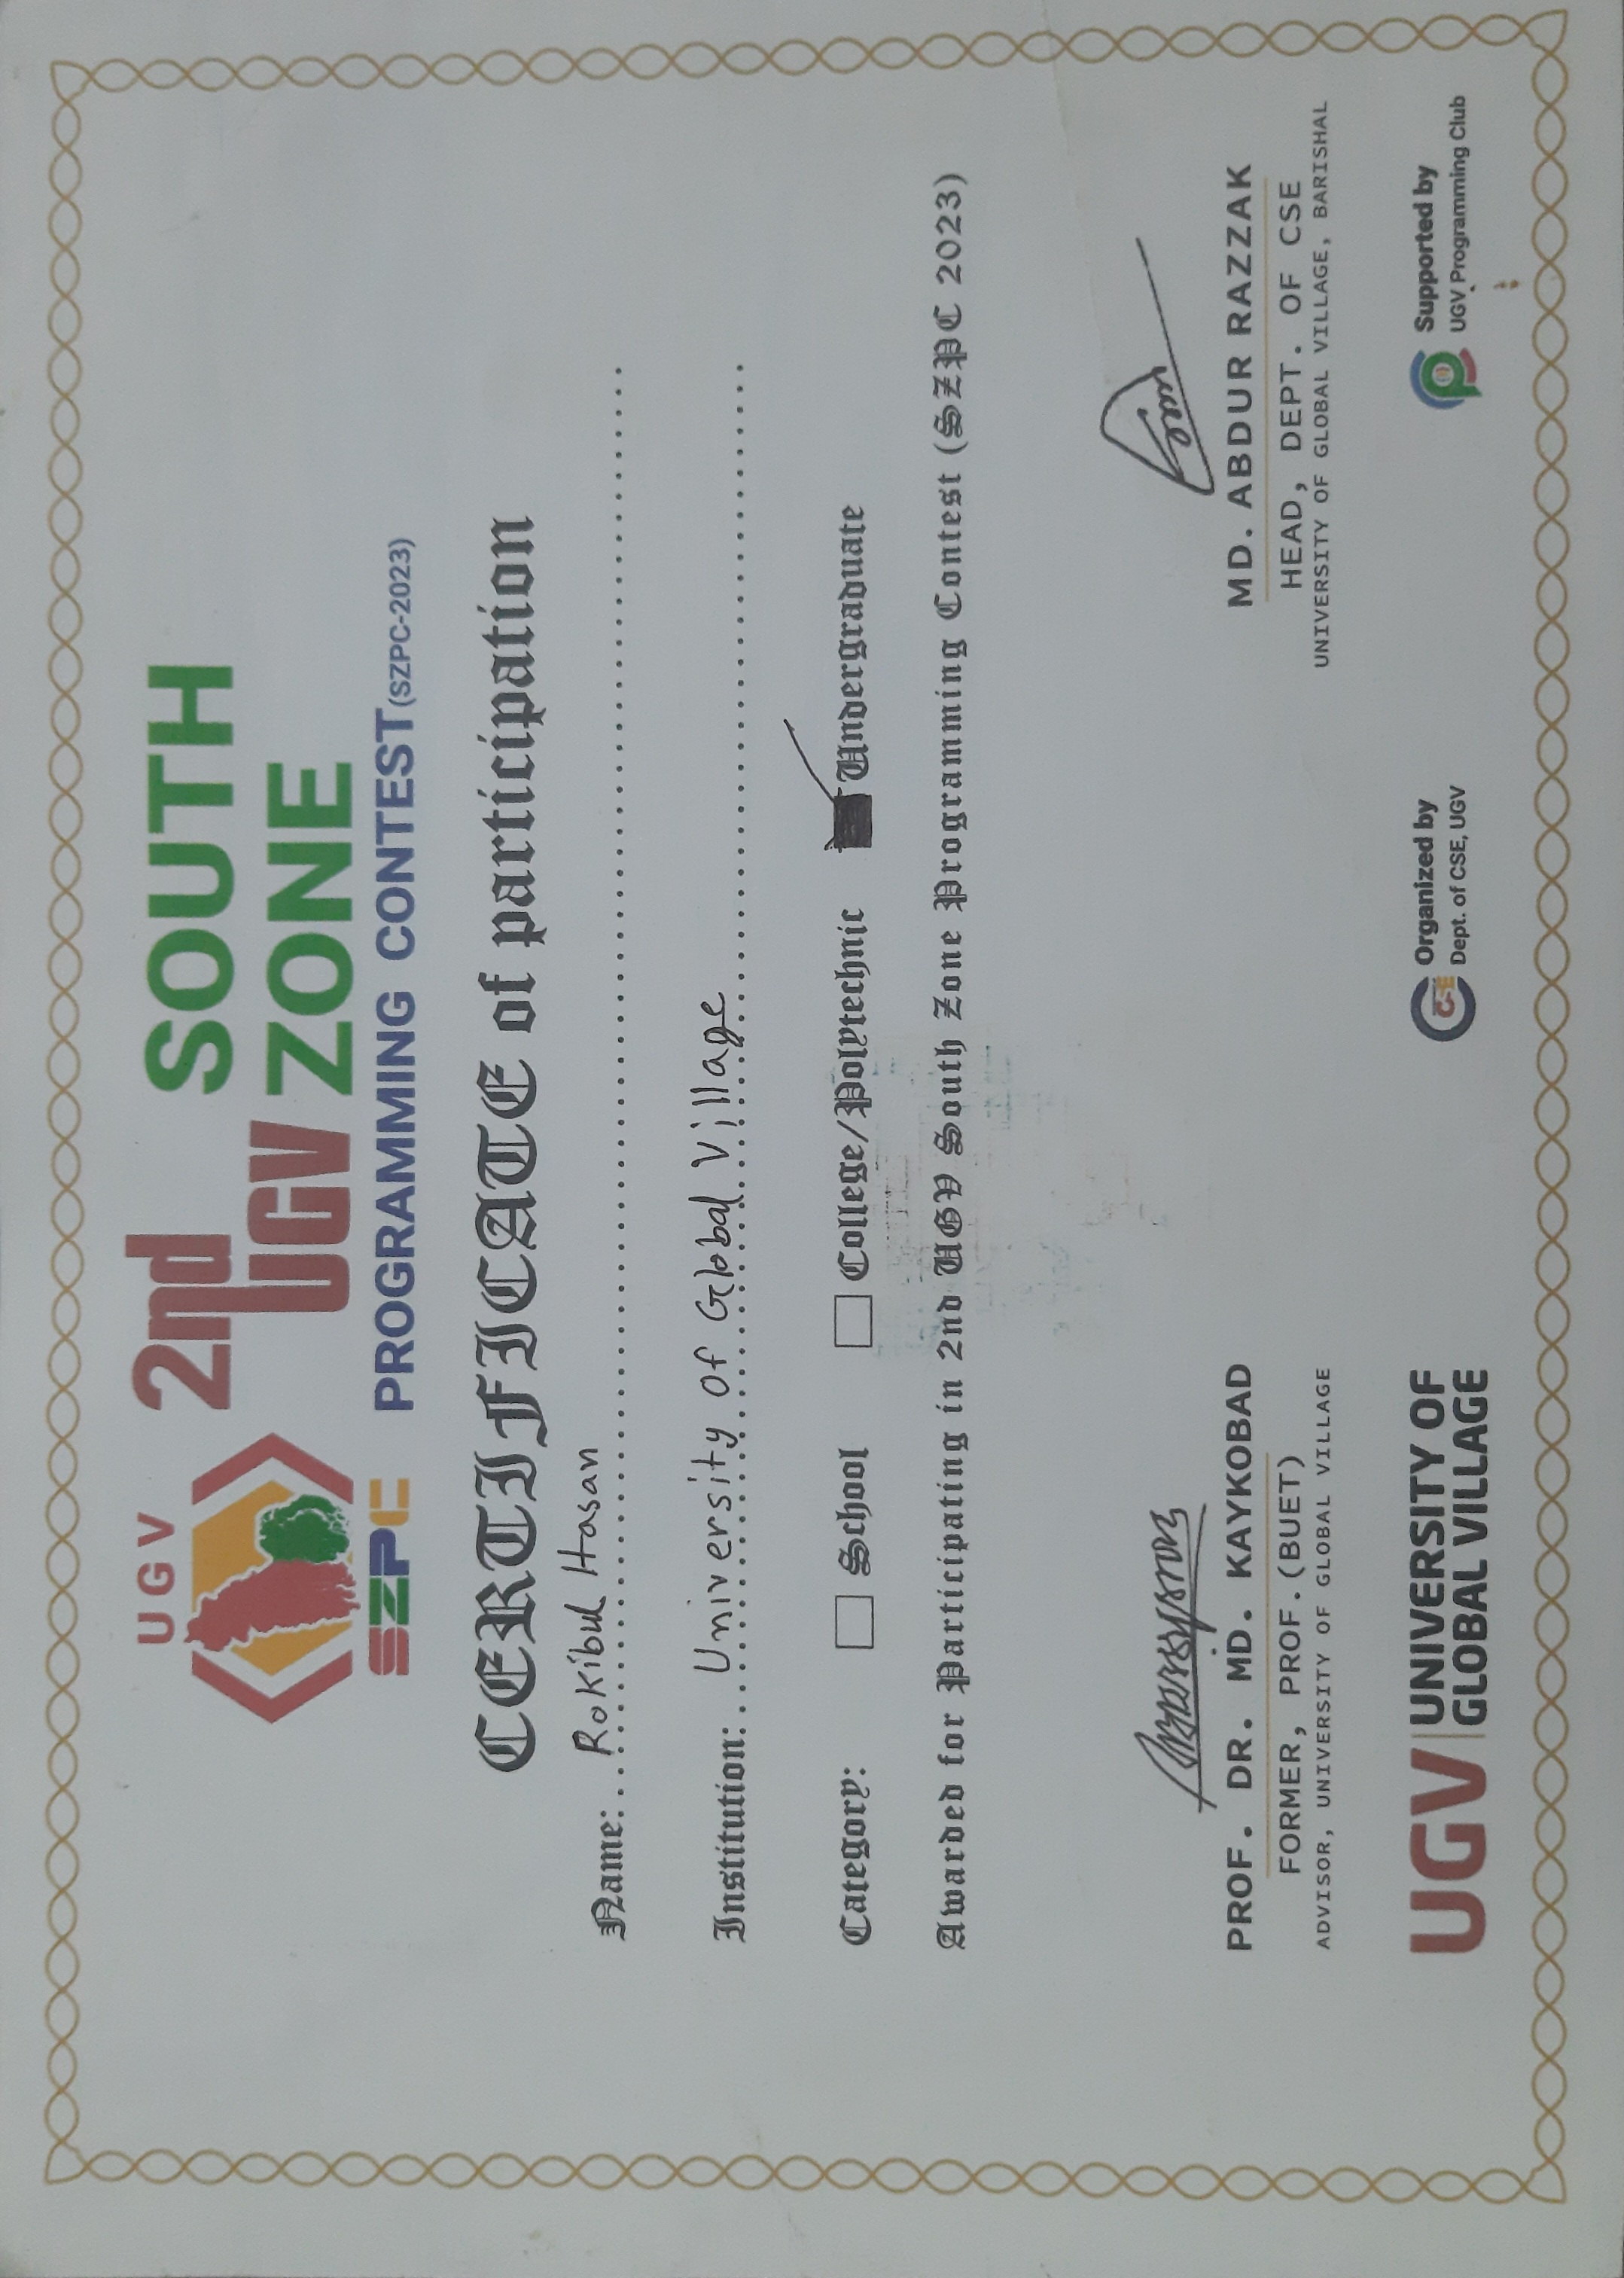 UGV
SZPC
2nd SOUTH
UGV ZONE
PROGRAMMING CONTEST(SZPC-2023)
CERTIFICATE of participation
Name: Rokibul Hasan
Institution: University of Global Village
Category: School College/Polytechnic Undergraduate
Awarded for Participating in 2nd UGV South Zone Programming Contest (SZPC 2023)
PROF. DR. MD. KAYKOBAD
FORMER, PROF.(BUET)
ADVISOR, UNIVERSITY OF GLOBAL VILLAGE
MD. ABDUR RAZZAK
HEAD, DEPT. OF CSE
UNIVERSITY OF GLOBAL VILLAGE, BARISHAL
UGV UNIVERSITY OF
GLOBAL VILLAGE
CSE
Organized by
Dept. of CSE, UGV
Supported by
UGV Programming Club